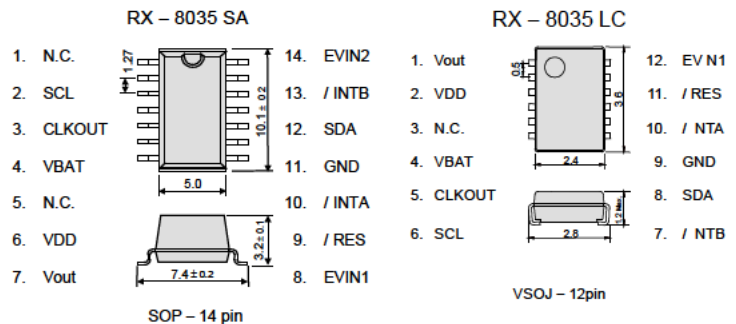 RX – 8035 SA
1. N.C.
2. SCL
3. CLKOUT
4. VBAT
5. N.C.
6. VDD
7. Vout
1.27
10.1 ± 0.2
5.0
3.2 ± 0.1
7.4 ± 0.2
14. EVIN2
13. / INTB
12. SDA
11. GND
10. / INTA
9. / RES
8. EVIN1
SOP – 14 pin
RX – 8035 LC
1. Vout
2. VDD
3. N.C.
4. VBAT
5. CLKOUT
6. SCL
0.5
3.6
2.4
1.2 Max.
2.8
12. EV N1
11. / RES
10. / NTA
9. GND
8. SDA
7. / NTB
VSOJ – 12pin